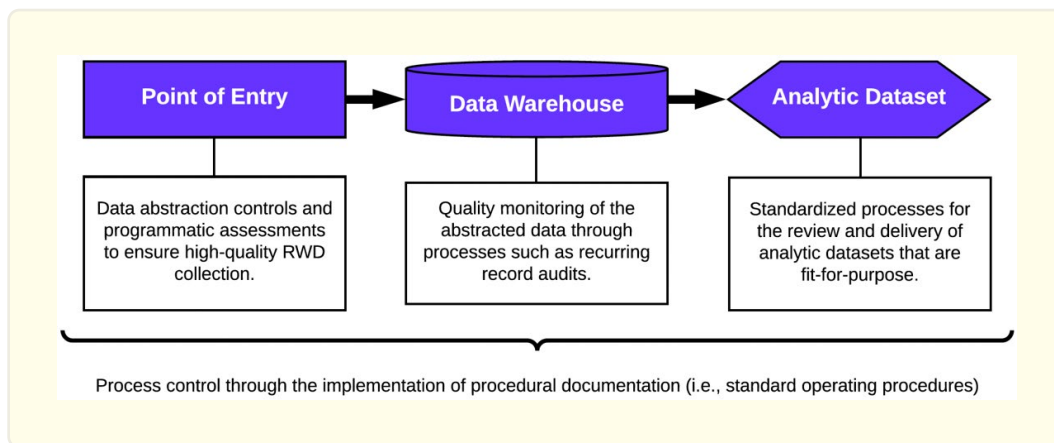 Point of Entry
Data Warehouse
Analytic Dataset
Data abstraction controls and
programmatic assessments
to ensure high-quality RWD
collection.
Quality monitoring of the
abstracted data through
processes such as recurring
record audits.
Standardized processes for
the review and delivery of
analytic datasets that are
fit-for-purpose.
Process control through the implementation of procedural documentation (i.e., standard operating procedures)